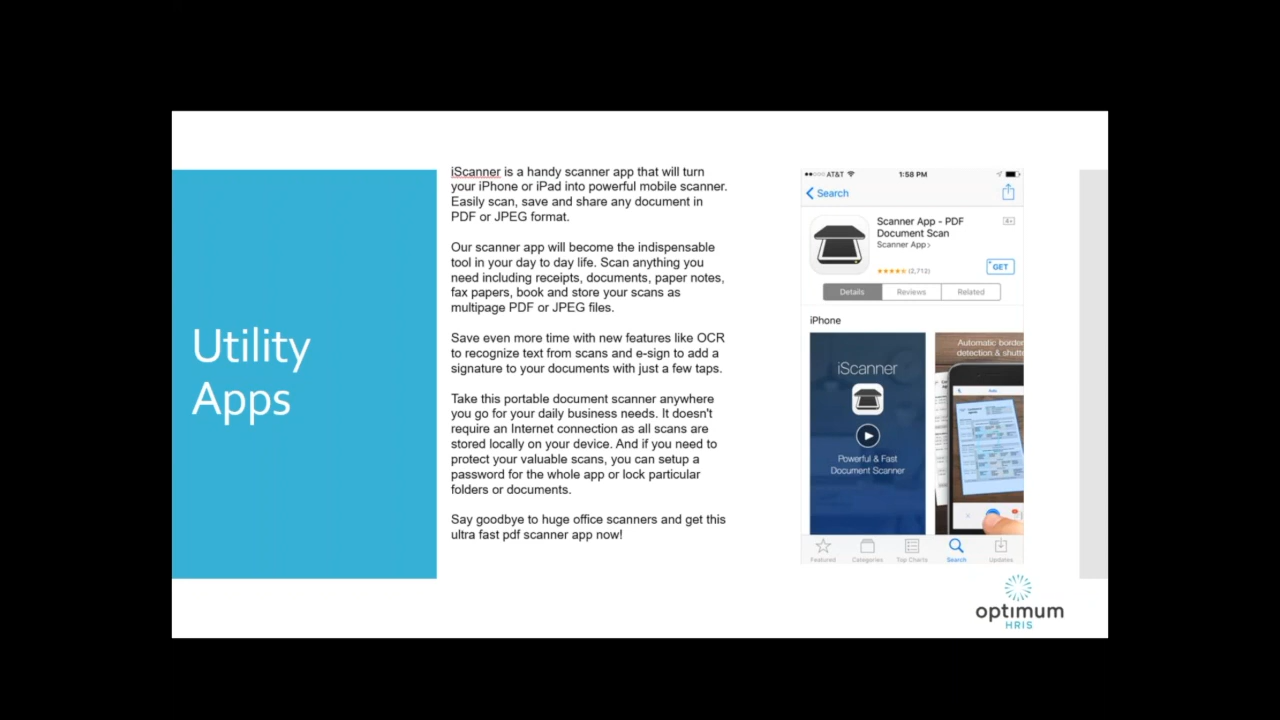 Utility
Apps
iScanner is a handy scanner app that will turn
your iPhone or iPad into powerful mobile scanner.
Easily scan, save and share any document in
PDF or JPEG format.
Our scanner app will become the indispensable
tool in your day to day life. Scan anything you
need including receipts, documents, paper notes,
fax papers, book and store your scans as
multipage PDF or JPEG files.
Save even more time with new features like OCR
to recognize text from scans and e-sign to add a
signature to your documents with just a few taps.
Take this portable document scanner anywhere
you go for your daily business needs. It doesn't
require an Internet connection as all scans are
stored locally on your device. And if you need to
protect your valuable scans, you can setup a
password for the whole app or lock particular
folders or documents.
Say goodbye to huge office scanners and get this
ultra fast pdf scanner app now!
AT&T 1:58 PM
Search
Scanner App - PDF
Document Scan
Scanner App
4+
(2,712)
GET
Details Reviews Related
iPhone
iScanner
Powerful & Fast
Document Scanner
Automatic border
detection & shutte
Featured Categories Top Charts Search Updates
optimum
HRIS